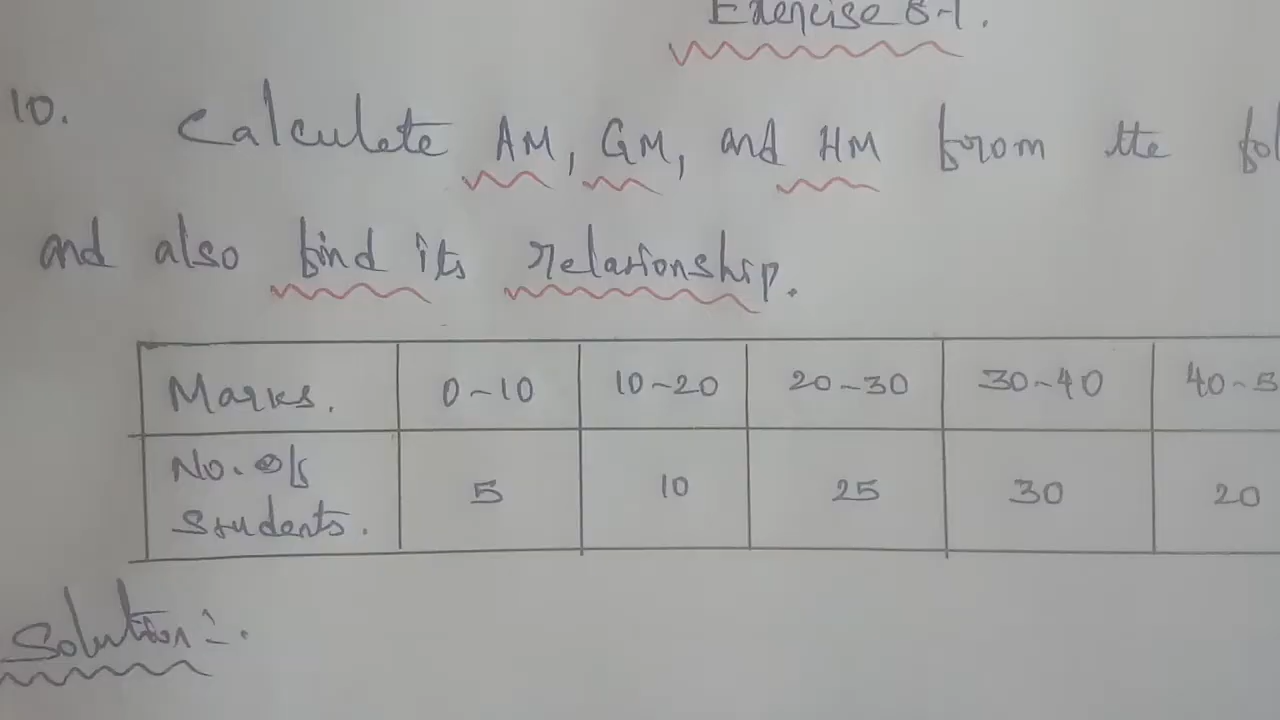 Exercise 8.1.
10. Calculate AM, GM, and HM from the
and also find its relationship.
Marks. 0-10 10-20 20-30 30-40
No. of 5 10 25 30 20
Students.
Solution:-